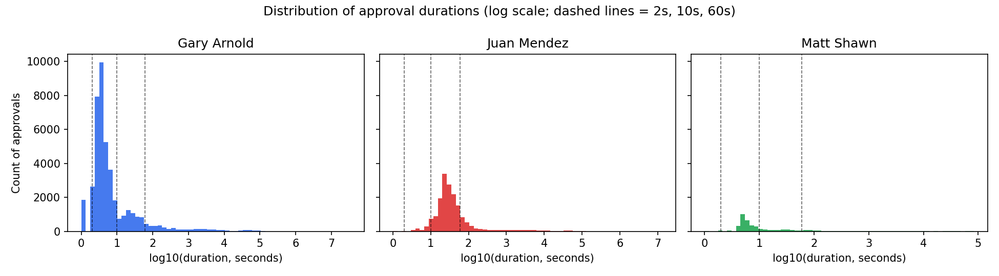 Distribution of approval durations (log scale; dashed lines = 2s, 10s, 60s)
Gary Arnold
Juan Mendez
Matt Shawn
Count of approvals
10000
8000
6000
4000
2000
0
0 1 2 3 4 5 6 7
0 1 2 3 4 5 6 7
0 1 2 3 4 5
log10(duration, seconds)
log10(duration, seconds)
log10(duration, seconds)